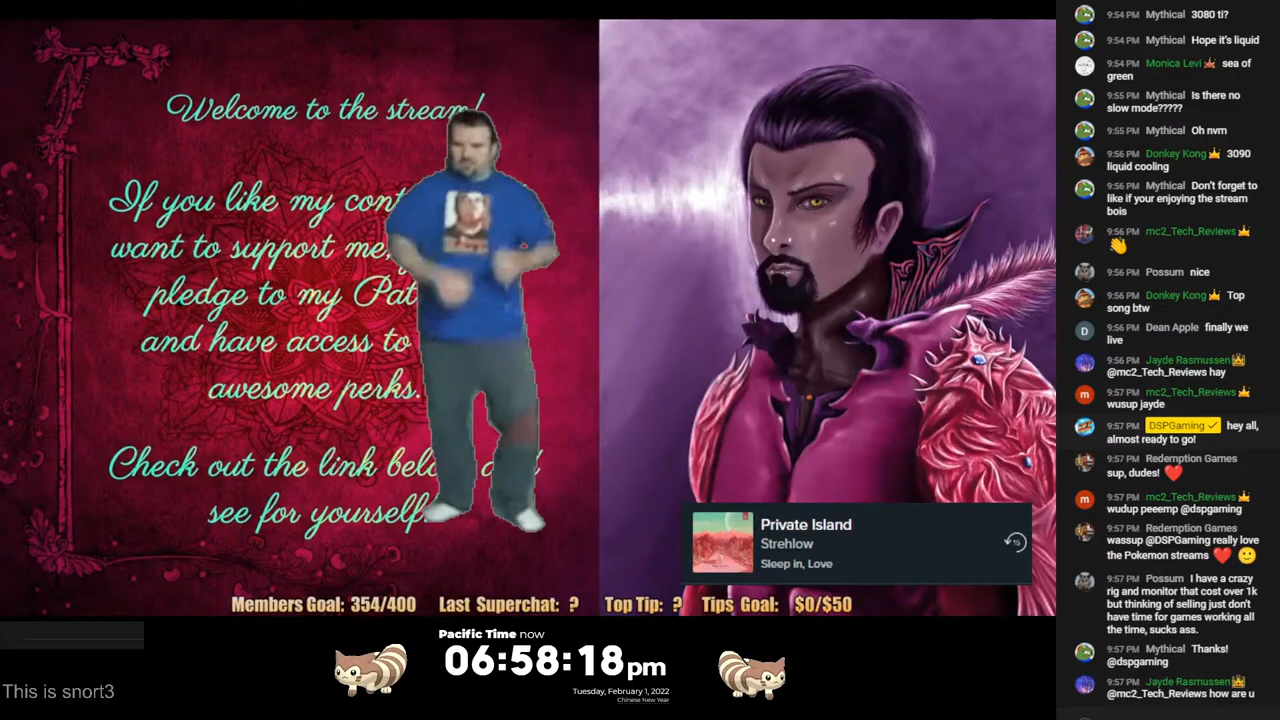 Welcome to the stream!
If you like my cont
want to support me,
pledge to my Pat
and have access to
awesome perks.
Check out the link bel
see for yourself.
Private Island
Strehlow
Sleep in, Love
15
Members Goal: 354/400 Last Superchat: ? Top Tip: ? Tips Goal: $0/$50
Pacific Time now
06:58:18pm
Tuesday, February 1, 2022
Chinese New Year
This is snort3
9:54 PM Mythical 3080 ti?
9:54 PM Mythical Hope it's liquid
9:54 PM Monica Levi sea of
green
9:55 PM Mythical Is there no
slow mode?????
9:55 PM Mythical Oh nvm
9:56 PM Donkey Kong 3090
liquid cooling
9:56 PM Mythical Don't forget to
like if your enjoying the stream
bois
9:56 PM mc2_Tech_Reviews
9:56 PM Possum nice
9:56 PM Donkey Kong Top
song btw
D 9:56 PM Dean Apple finally we
live
9:56 PM Jayde Rasmussen
@mc2_Tech_Reviews hay
m 9:57 PM mc2_Tech_Reviews
wusup jayde
9:57 PM DSPGaming hey all,
almost ready to go!
9:57 PM Redemption Games
sup, dudes!
m 9:57 PM mc2_Tech_Reviews
wudup peeemp @dspgaming
9:57 PM Redemption Games
wassup @DSPGaming really love
the Pokemon streams
9:57 PM Possum I have a crazy
rig and monitor that cost over 1k
but thinking of selling just don't
have time for games working all
the time, sucks ass.
9:57 PM Mythical Thanks!
@dspgaming
9:57 PM Jayde Rasmussen
@mc2_Tech_Reviews how are u